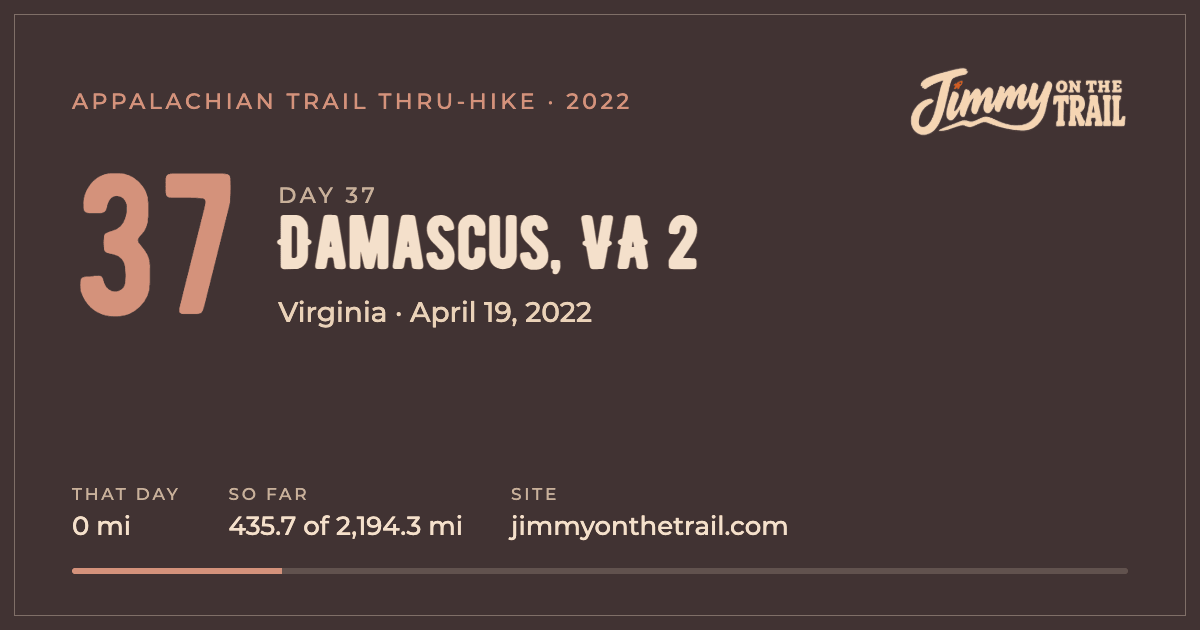 APPALACHIAN TRAIL THRU-HIKE · 2022
Jimmy ON THE TRAIL
37
DAY 37
DAMASCUS, VA 2
Virginia · April 19, 2022
THAT DAY
0 mi
SO FAR
435.7 of 2,194.3 mi
SITE
jimmyonthetrail.com